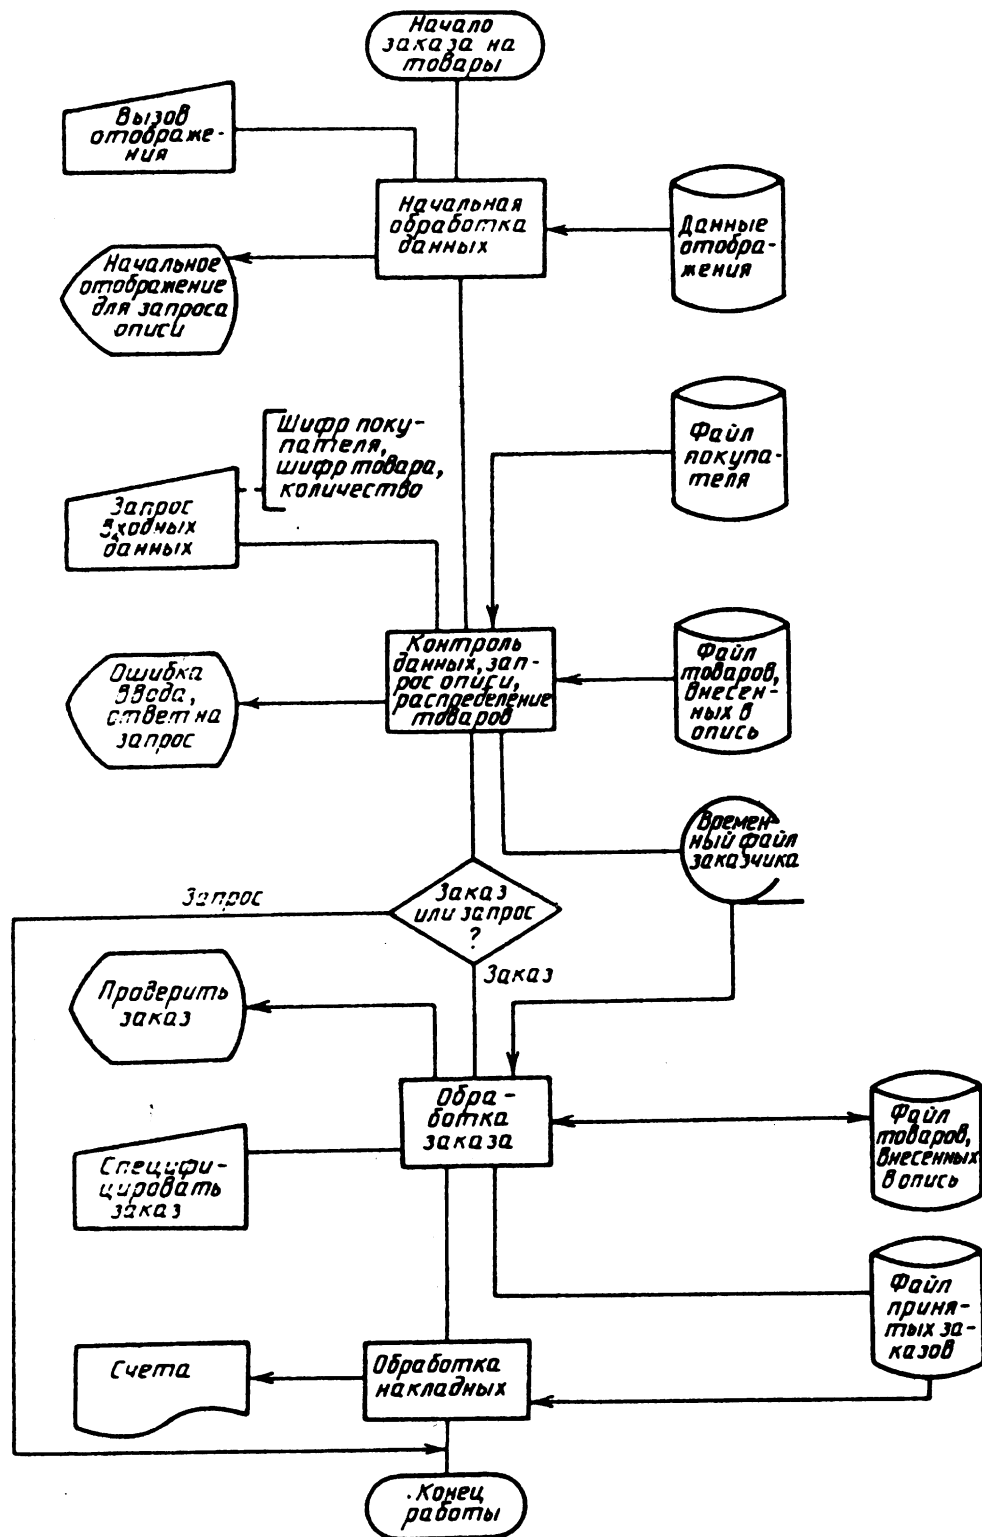 Начало
заказа на
товары
Вызов
отображе-
ния
Начальная
обработка
данных
Данные
отобра-
жения
Начальное
отображение
для запроса
описи
Шифр поку-
пателя,
шифр товара,
количество
Файл
покупа-
теля
Запрос
входных
данных
Контроль
данных, зап-
рос описи,
распределение
товаров
Файл
товаров,
внесен-
ных в
опись
Ошибка
ввода,
ответ на
запрос
Времен-
ный файл
заказчика
Запрос
Заказ
или запрос
?
Заказ
Проверить
заказ
Обра-
ботка
заказа
Файл
товаров,
внесенных
в опись
Специфи-
цировать
заказ
Файл
приня-
тых за-
казов
Счета
Обработка
накладных
Конец
работы